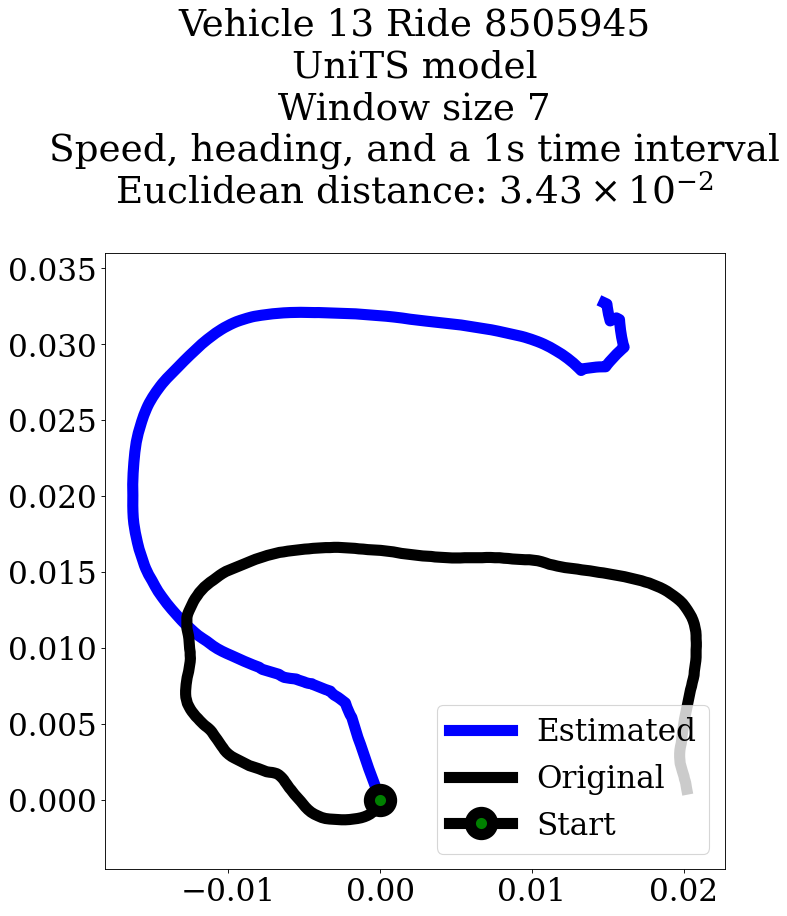 Vehicle 13 Ride 8505945
UniTS model
Window size 7
Speed, heading, and a 1s time interval
Euclidean distance: 3.43 × 10⁻²
0.035
0.030
0.025
0.020
0.015
0.010
0.005
0.000
Estimated
Original
Start
−0.01
0.00
0.01
0.02